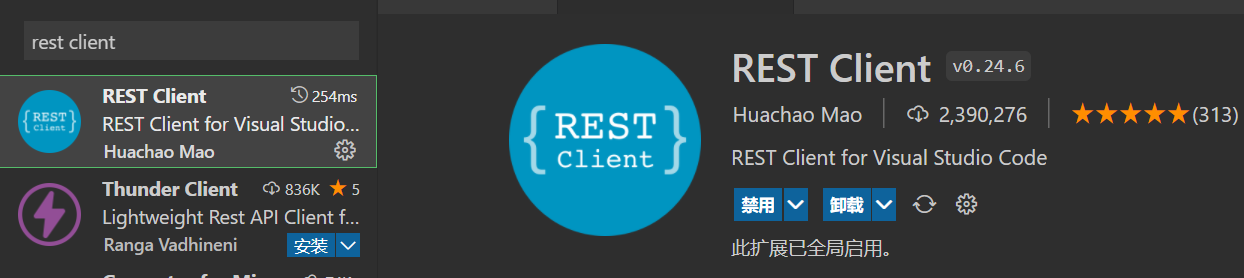 rest client
REST Client 254ms
REST Client for Visual Studio...
Huachao Mao
Thunder Client 836K 5
Lightweight Rest API Client f...
Ranga Vadhineni 安装
{REST
Client}
REST Client v0.24.6
Huachao Mao 2,390,276 ★★★★★(313)
REST Client for Visual Studio Code
禁用 卸载
此扩展已全局启用。